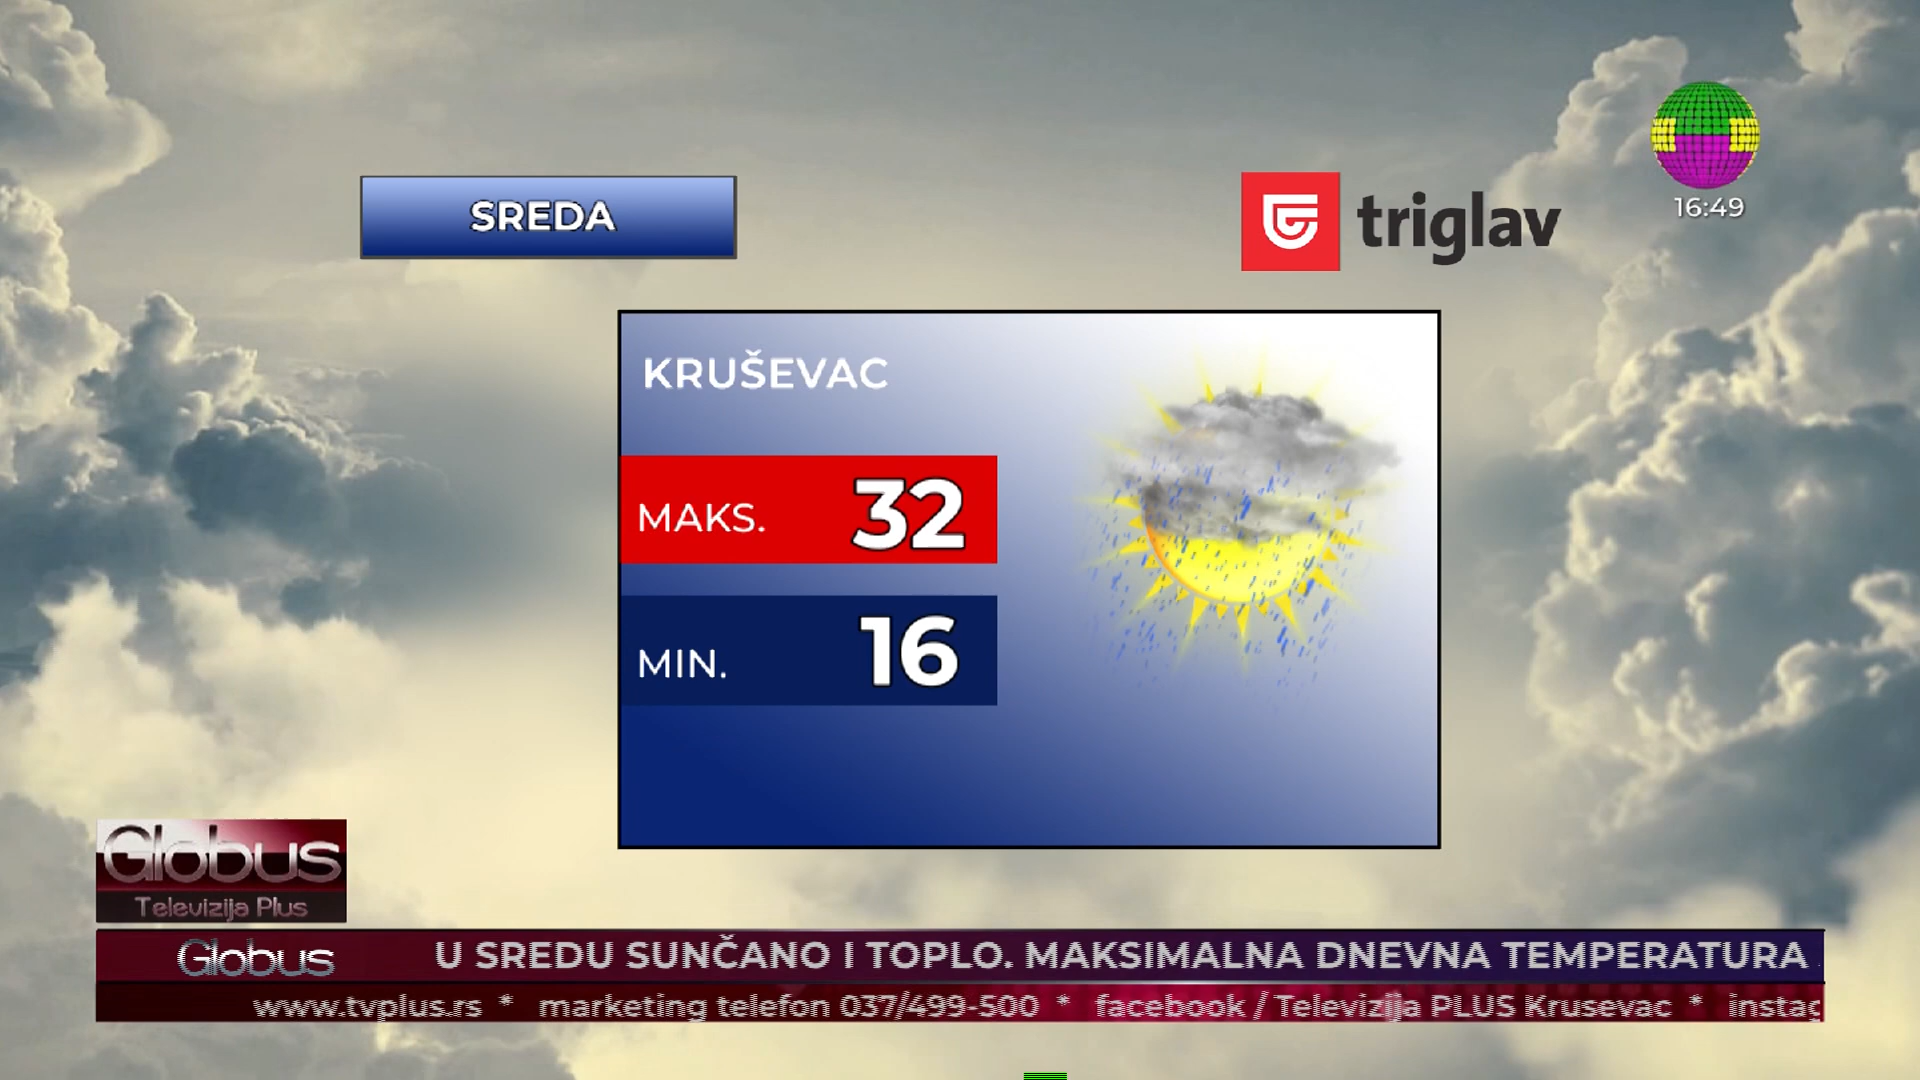 SREDA
triglav
16:49
KRUŠEVAC
MAKS. 32
MIN. 16
Globus
Televizija Plus
Globus U SREDU SUNČANO I TOPLO. MAKSIMALNA DNEVNA TEMPERATURA
www.tvplus.rs * marketing telefon 037/499-500 * facebook / Televizija PLUS Krusevac * instag